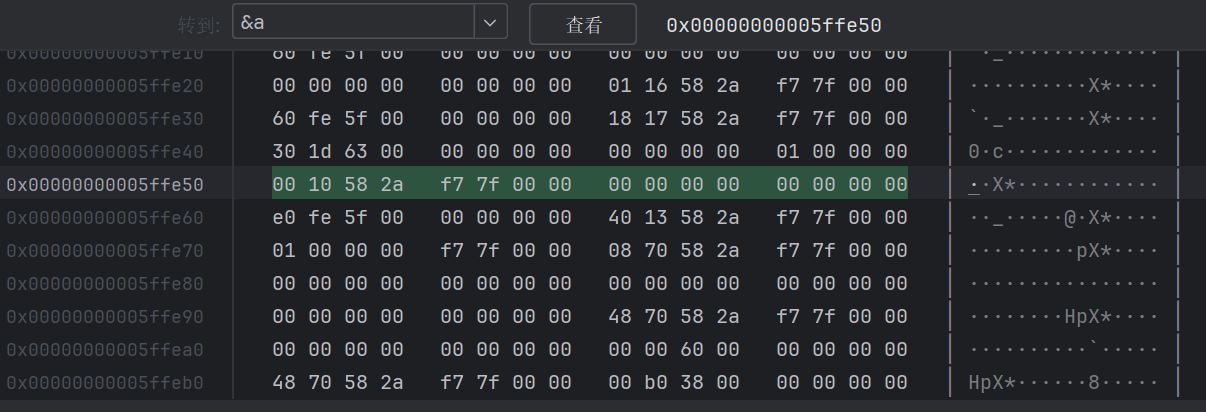 转到: &a 查看 0x00000000005ffe50
0x00000000005ffe10 60 fe 5f 00 00 00 00 00 00 00 00 00 00 00 00 00 | `·_············· |
0x00000000005ffe20 00 00 00 00 00 00 00 00 01 16 58 2a f7 7f 00 00 | ··········X*···· |
0x00000000005ffe30 60 fe 5f 00 00 00 00 00 18 17 58 2a f7 7f 00 00 | `·_·······X*···· |
0x00000000005ffe40 30 1d 63 00 00 00 00 00 00 00 00 00 01 00 00 00 | 0·c············· |
0x00000000005ffe50 00 10 58 2a f7 7f 00 00 00 00 00 00 00 00 00 00 | ··X*············ |
0x00000000005ffe60 e0 fe 5f 00 00 00 00 00 40 13 58 2a f7 7f 00 00 | ··_·····@·X*···· |
0x00000000005ffe70 01 00 00 00 f7 7f 00 00 08 70 58 2a f7 7f 00 00 | ·········pX*···· |
0x00000000005ffe80 00 00 00 00 00 00 00 00 00 00 00 00 00 00 00 00 | ················ |
0x00000000005ffe90 00 00 00 00 00 00 00 00 48 70 58 2a f7 7f 00 00 | ········HpX*···· |
0x00000000005ffea0 00 00 00 00 00 00 00 00 00 00 60 00 00 00 00 00 | ··········`····· |
0x00000000005ffeb0 48 70 58 2a f7 7f 00 00 00 b0 38 00 00 00 00 00 | HpX*······8····· |